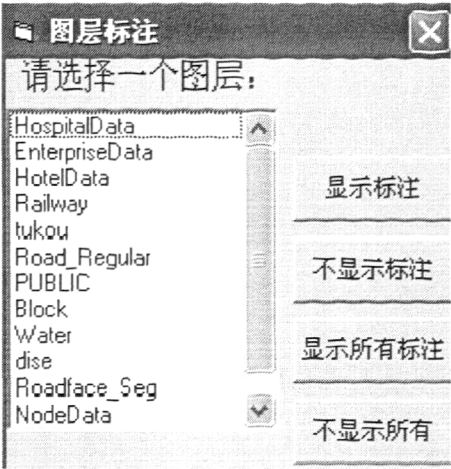 图层标注
请选择一个图层：
HospitalData
EnterpriseData
HotelData
Railway
tukou
Road_Regular
PUBLIC
Block
Water
dise
Roadface_Seg
NodeData
显示标注
不显示标注
显示所有标注
不显示所有